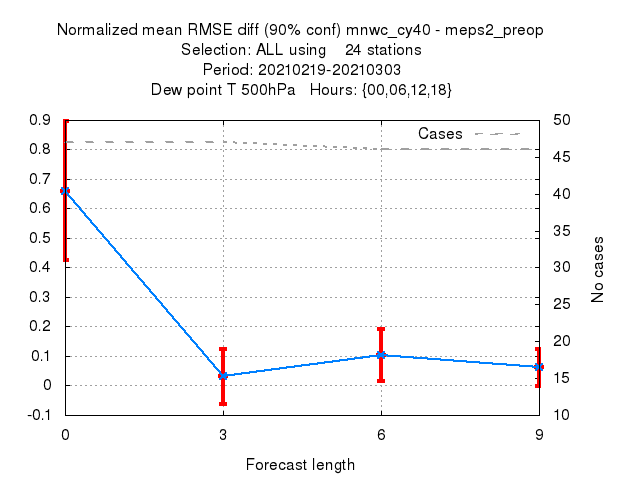 Normalized mean RMSE diff (90% conf) mnwc_cy40 - meps2_preop
Selection: ALL using    24 stations
Period: 20210219-20210303
Dew point T 500hPa   Hours: {00,06,12,18}
Cases
0.9
0.8
0.7
0.6
0.5
0.4
0.3
0.2
0.1
0
-0.1
50
45
40
35
30
25
20
15
10
No cases
0 3 6 9
Forecast length